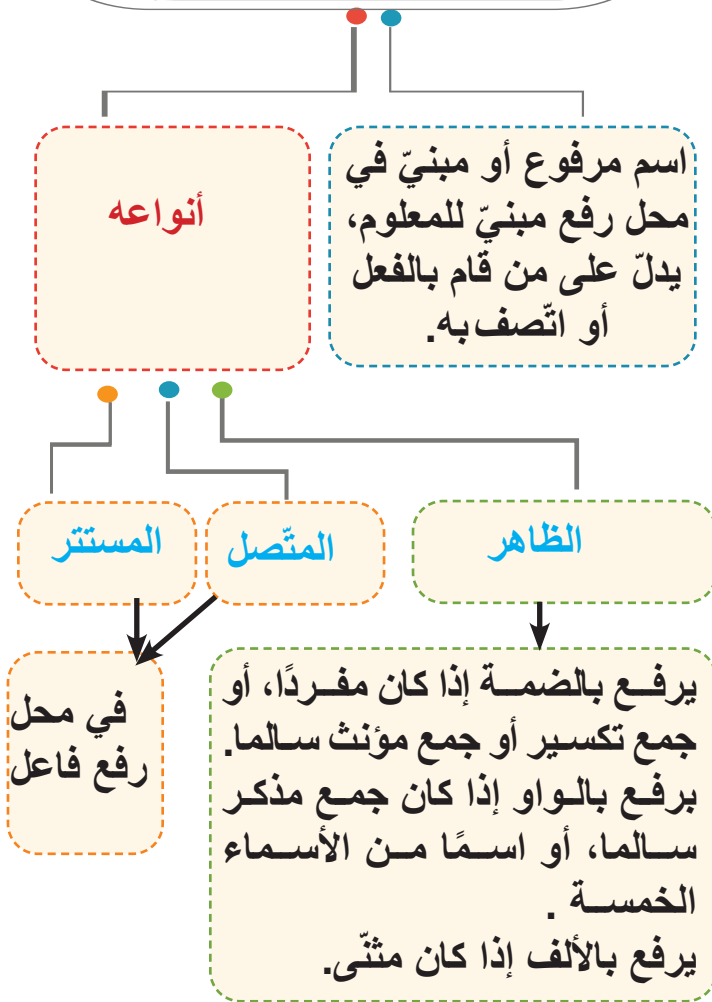 اسم مرفوع أو مبنيّ في
محل رفع مبنيّ للمعلوم،
يدلّ على من قام بالفعل
أو اتّصف به.
أنواعه
الظاهر
المتّصل
المستتر
يرفع بالضمة إذا كان مفردًا، أو
جمع تكسير أو جمع مؤنث سالما.
برفع بالواو إذا كان جمع مذكر
سالما، أو اسمًا من الأسماء
الخمسة .
يرفع بالألف إذا كان مثنّى.
في محل
رفع فاعل